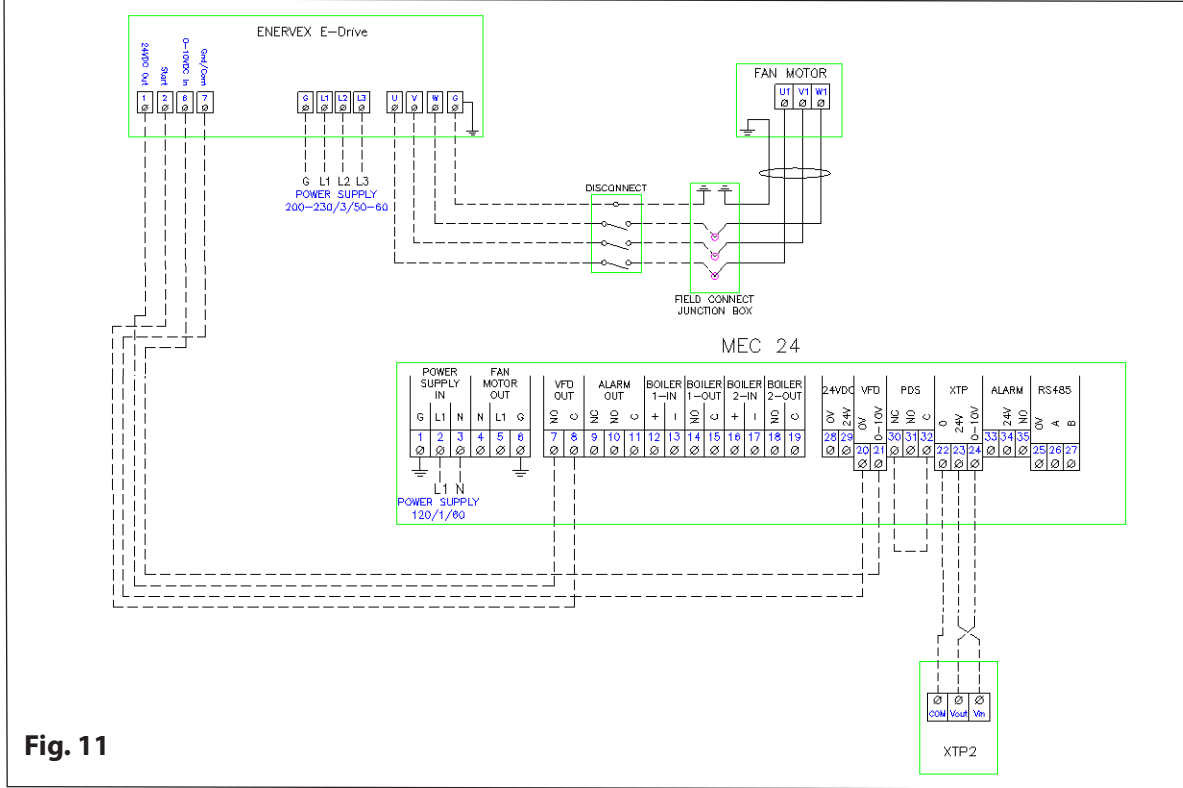 ENERVEX E-Drive
24VDC Out
Start
0-10VDC In
Gnd/Com
1 2 6 7
G L1 L2 L3
U V W G
G L1 L2 L3
POWER SUPPLY
200-230/3/50-60
FAN MOTOR
U1 V1 W1
DISCONNECT
FIELD CONNECT
JUNCTION BOX
MEC 24
POWER
SUPPLY
IN
FAN
MOTOR
OUT
VFD
OUT
ALARM
OUT
BOILER
1-IN
BOILER
1-OUT
BOILER
2-IN
BOILER
2-OUT
24VDC
VFD
PDS
XTP
ALARM
RS485
G L1 N N L1 G
NO C NC NO C + I NO C + I NO C
0V 24V 0V 0-10V NC NO C 0 24V 0-10V 24V NO 0V A B
1 2 3 4 5 6
7 8 9 10 11 12 13 14 15 16 17 18 19
28 29 30 31 32 33 34 35
20 21 22 23 24 25 26 27
L1 N
POWER SUPPLY
120/1/60
COM Vout Vin
XTP2
Fig. 11